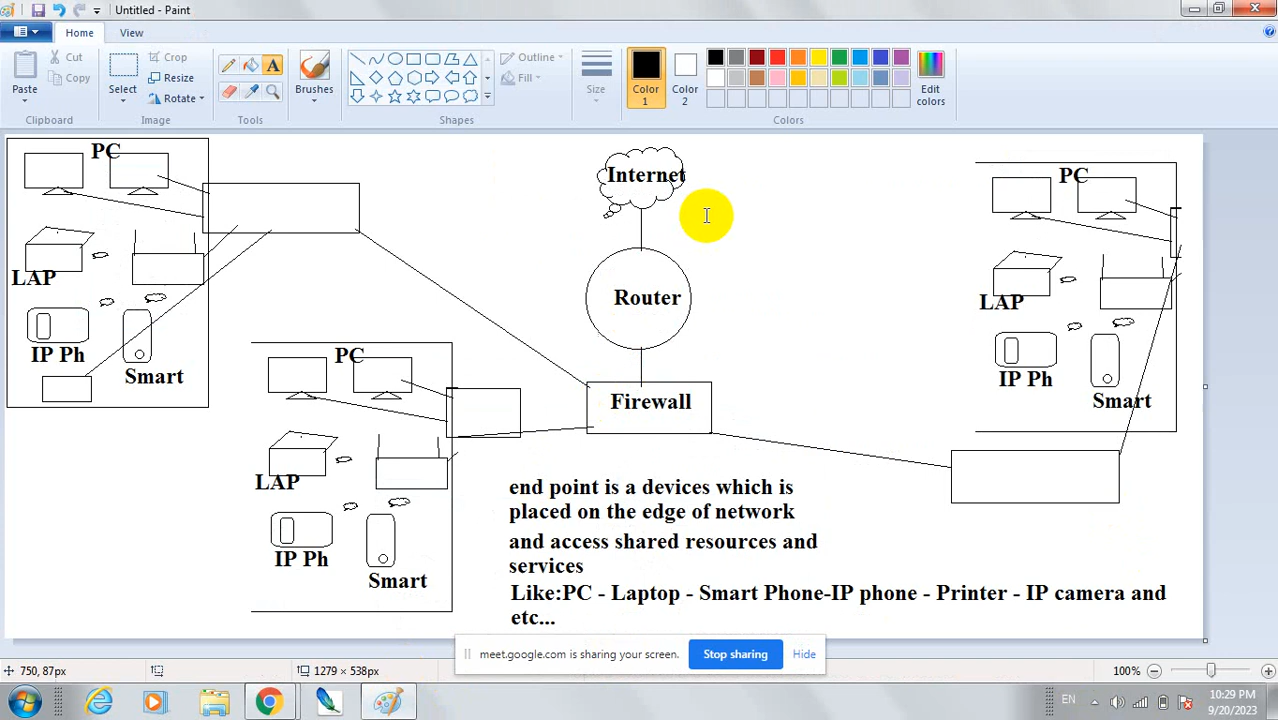 Untitled - Paint
Home
View
Paste
Cut
Copy
Clipboard
Select
Crop
Resize
Rotate
Image
A
Tools
Brushes
Outline
Fill
Shapes
Size
Color
1
Color
2
Edit
colors
Colors
PC
LAP
IP Ph
Smart
PC
LAP
IP Ph
Smart
Internet
Router
Firewall
PC
LAP
IP Ph
Smart
end point is a devices which is
placed on the edge of network
and access shared resources and
services
Like:PC - Laptop - Smart Phone-IP phone - Printer - IP camera and
etc...
meet.google.com is sharing your screen.
Stop sharing
Hide
750, 87px
1279 × 538px
100%
EN
10:29 PM
9/20/2023